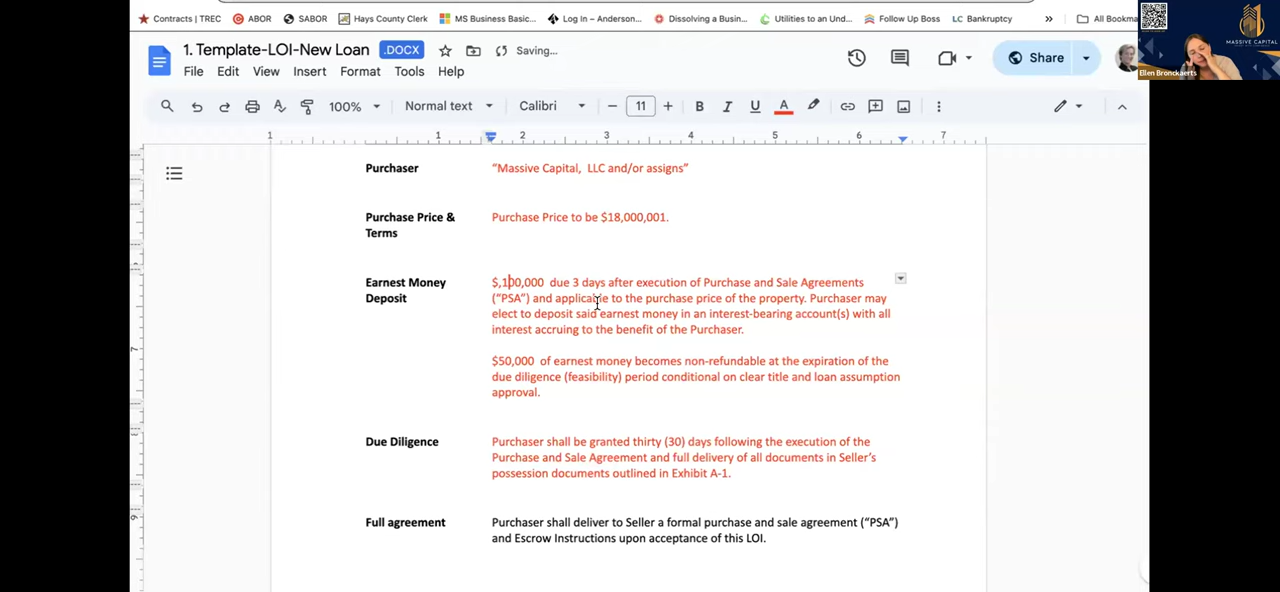 Contracts | TREC
ABOR
SABOR
Hays County Clerk
MS Business Basic...
Log In – Anderson...
Dissolving a Busin...
Utilities to an Und...
Follow Up Boss
LC Bankruptcy
»
All Bookma
MASSIVE CAPITAL
Ellen Bronckaerts
1. Template-LOI-New Loan
.DOCX
Saving...
File
Edit
View
Insert
Format
Tools
Help
Share
100%
Normal text
Calibri
11
B
I
U
A
1
1
2
3
4
5
6
7
Purchaser
“Massive Capital,  LLC and/or assigns”
Purchase Price &
Terms
Purchase Price to be $18,000,001.
Earnest Money
Deposit
$,100,000  due 3 days after execution of Purchase and Sale Agreements
(“PSA”) and applicable to the purchase price of the property. Purchaser may
elect to deposit said earnest money in an interest-bearing account(s) with all
interest accruing to the benefit of the Purchaser.
$50,000  of earnest money becomes non-refundable at the expiration of the
due diligence (feasibility) period conditional on clear title and loan assumption
approval.
Due Diligence
Purchaser shall be granted thirty (30) days following the execution of the
Purchase and Sale Agreement and full delivery of all documents in Seller’s
possession documents outlined in Exhibit A-1.
Full agreement
Purchaser shall deliver to Seller a formal purchase and sale agreement (“PSA”)
and Escrow Instructions upon acceptance of this LOI.